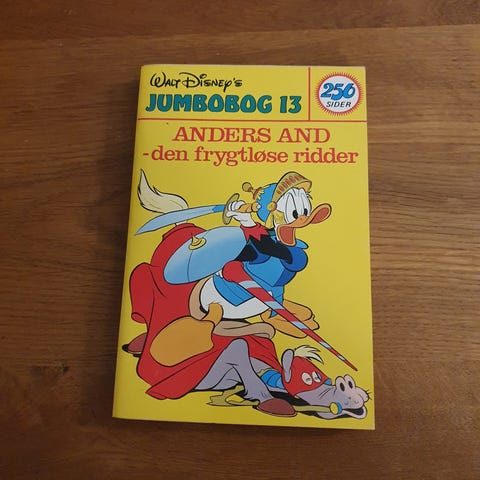 Walt Disney's
JUMBOBOG 13
256
SIDER
ANDERS AND
- den frygtløse ridder